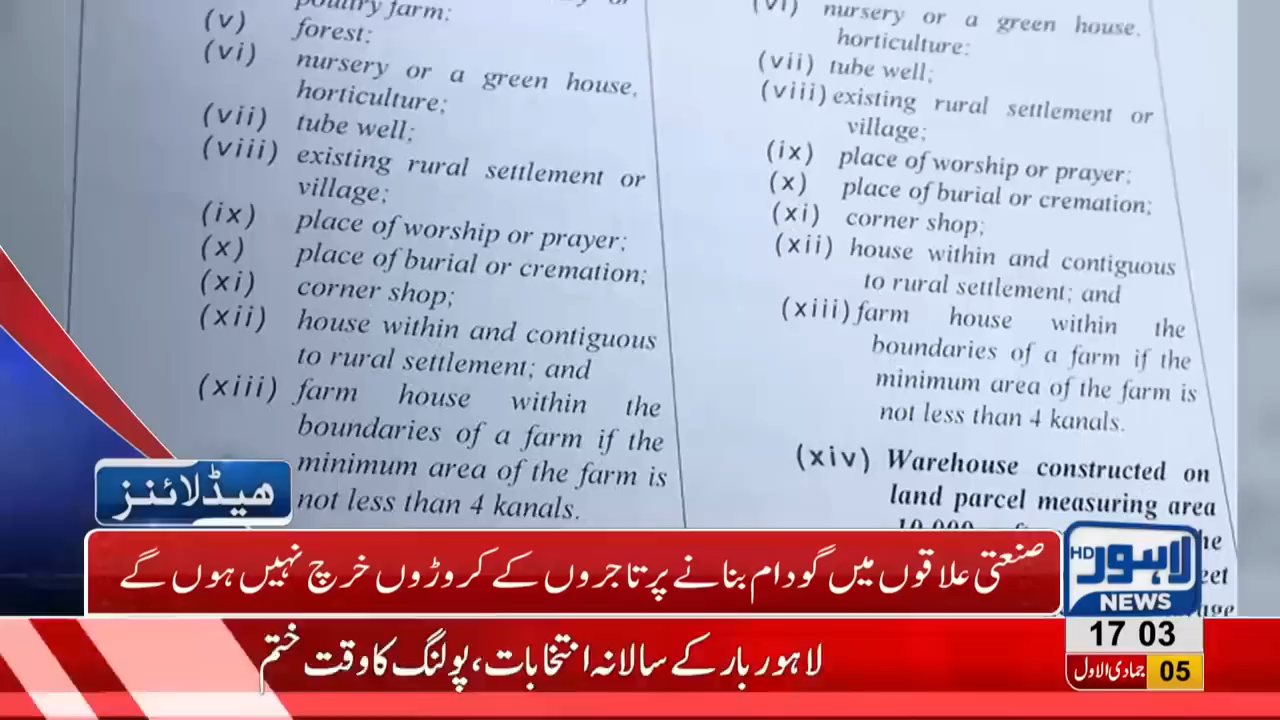 poultry farm:
(v) forest:
(vi) nursery or a green house,
horticulture;
(vii) tube well;
(viii) existing rural settlement or
village;
(ix) place of worship or prayer;
(x) place of burial or cremation;
(xi) corner shop;
(xii) house within and contiguous
to rural settlement; and
(xiii) farm house within the
boundaries of a farm if the
minimum area of the farm is
not less than 4 kanals.
(vi) nursery or a green house,
horticulture:
(vii) tube well;
(viii) existing rural settlement or
village;
(ix) place of worship or prayer;
(x) place of burial or cremation;
(xi) corner shop;
(xii) house within and contiguous
to rural settlement; and
(xiii) farm house within the
boundaries of a farm if the
minimum area of the farm is
not less than 4 kanals.
(xiv) Warehouse constructed on
land parcel measuring area
ہیڈلائنز
صنعتی علاقوں میں گودام بنانے پر تاجروں کے کروڑوں خرچ نہیں ہوں گے
HD لاہور
NEWS
17 03
جمادی الاول 05
لاہور بار کے سالانہ انتخابات، پولنگ کا وقت ختم